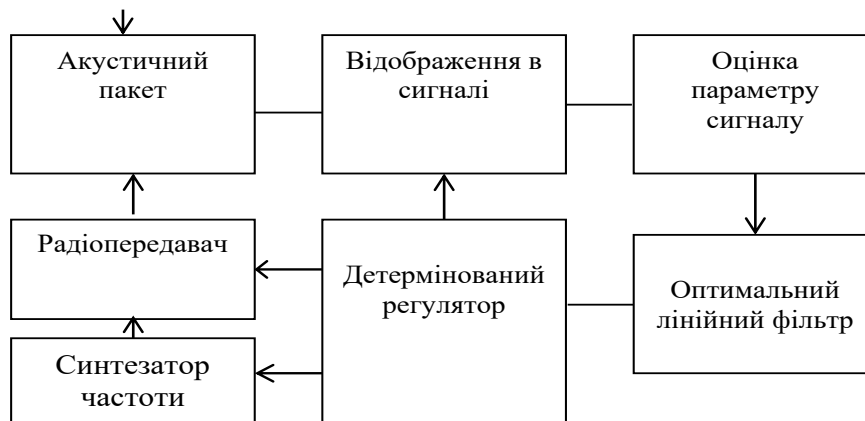 Акустичний
пакет
Відображення в
сигналі
Оцінка
параметру
сигналу
Радіопередавач
Детермінований
регулятор
Оптимальний
лінійний фільтр
Синтезатор
частоти